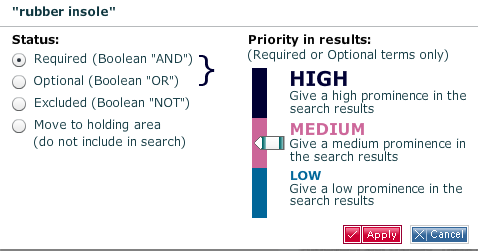 "rubber insole"
Status:
Required (Boolean "AND")
Optional (Boolean "OR")
Excluded (Boolean "NOT")
Move to holding area
(do not include in search)
Priority in results:
(Required or Optional terms only)
HIGH
Give a high prominence in the
search results
MEDIUM
Give a medium prominence in
the search results
LOW
Give a low prominence in the
search results
Apply
Cancel